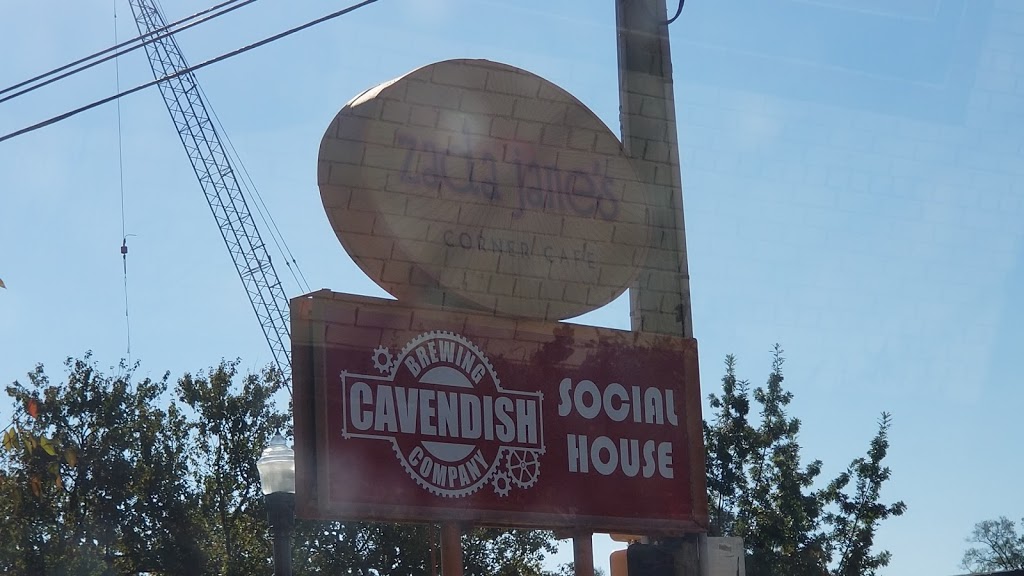 zada jane's
CORNER CAFE
BREWING
CAVENDISH
COMPANY
SOCIAL
HOUSE